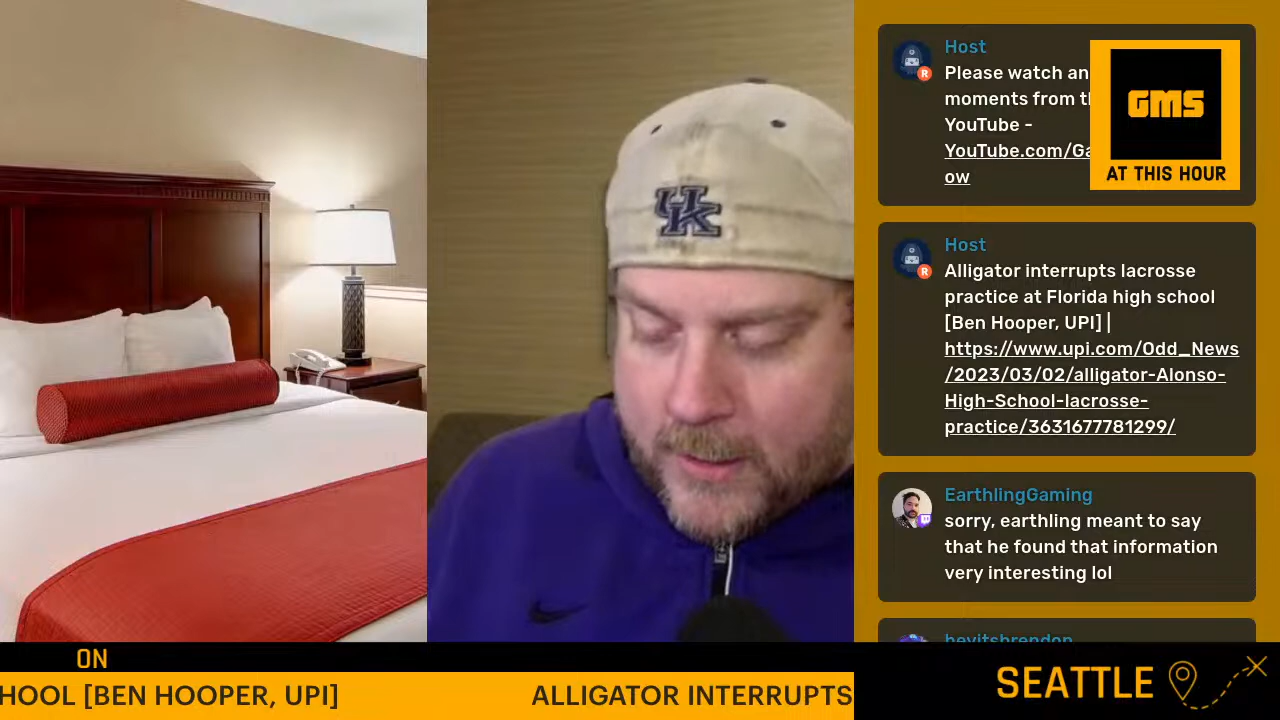 Host
Please watch an
moments from th
YouTube -
YouTube.com/Ga
ow
GMS
AT THIS HOUR
Host
Alligator interrupts lacrosse
practice at Florida high school
[Ben Hooper, UPI] |
https://www.upi.com/Odd_News
/2023/03/02/alligator-Alonso-
High-School-lacrosse-
practice/3631677781299/
EarthlingGaming
sorry, earthling meant to say
that he found that information
very interesting lol
heyitsbrendon
UK
ON
HOOL [BEN HOOPER, UPI] ALLIGATOR INTERRUPTS
SEATTLE